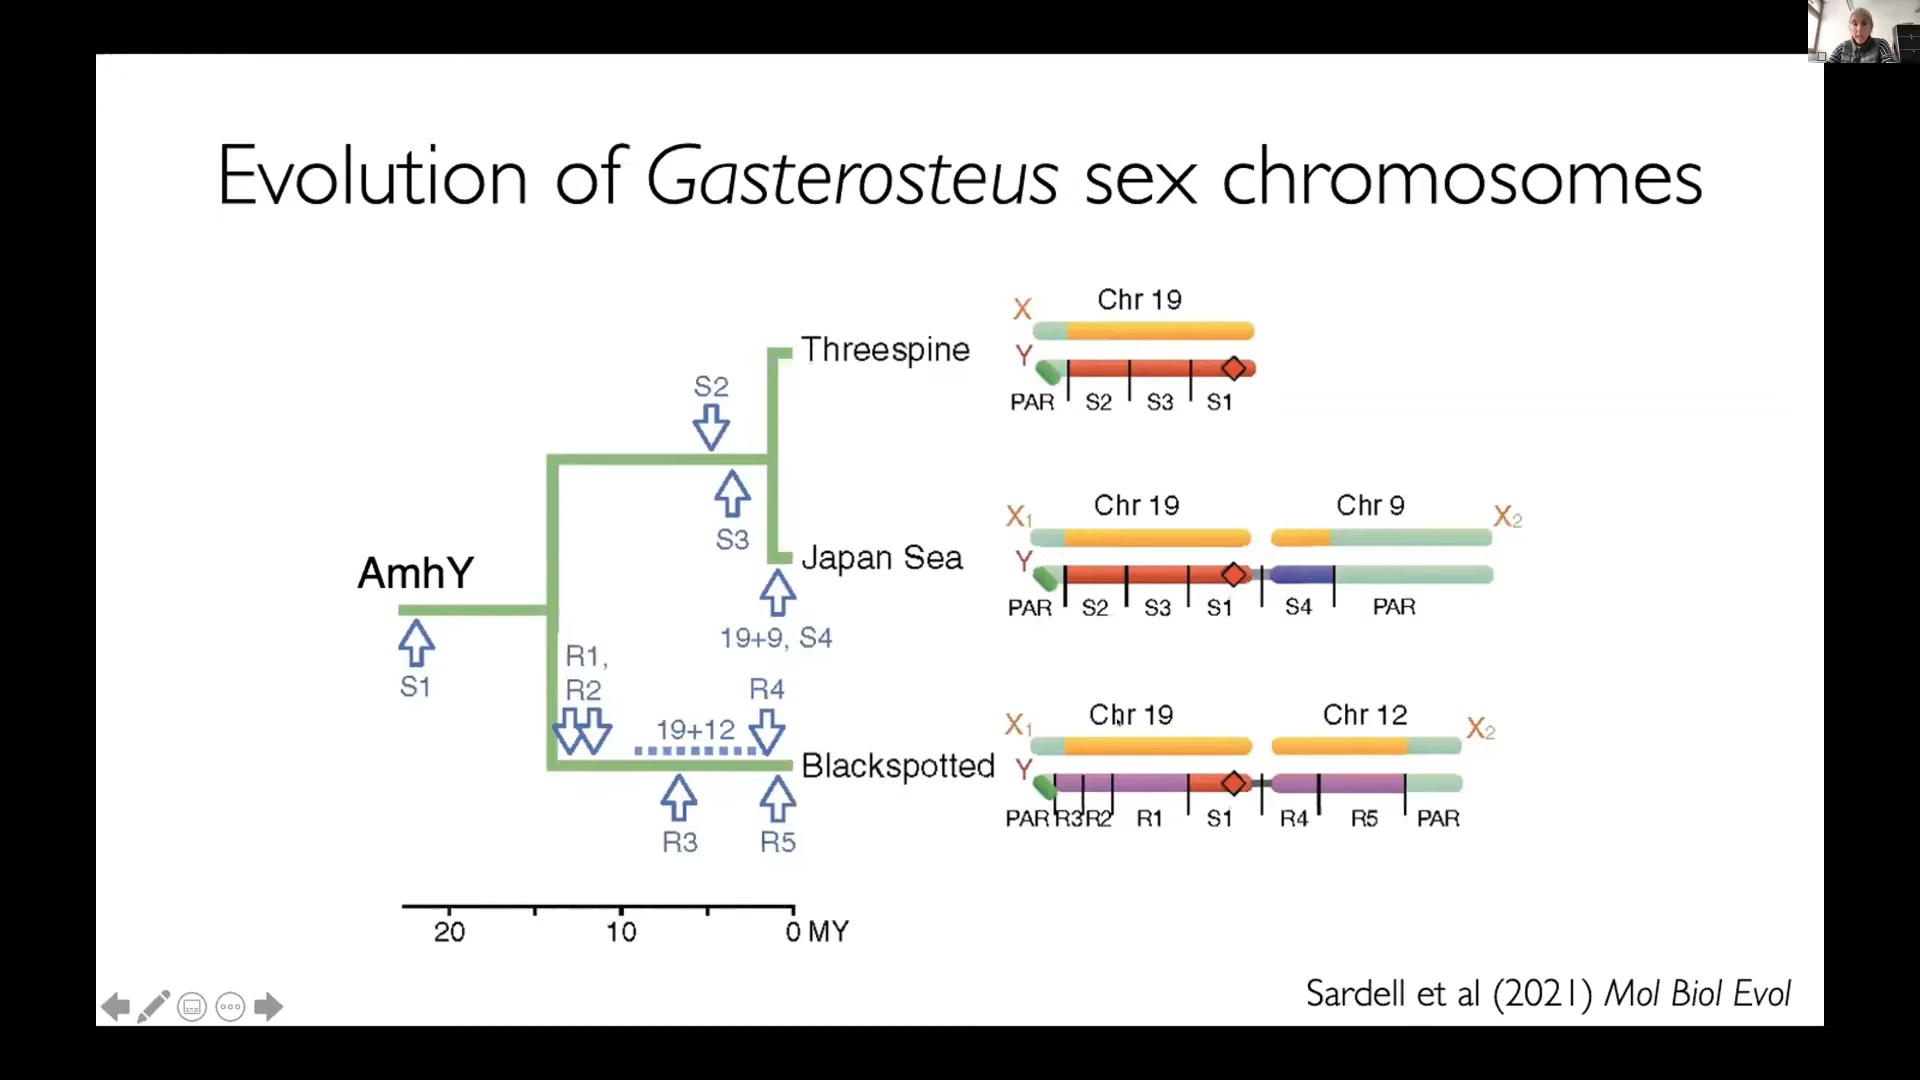 Evolution of Gasterosteus sex chromosomes
Threespine
Japan Sea
Blackspotted
AmhY
S1
S2
S3
19+9, S4
R1,
R2
R4
19+12
R3
R5
20
10
0 MY
X
Chr 19
Y
PAR
S2
S3
S1
X1
Chr 19
Chr 9
X2
Y
PAR
S2
S3
S1
S4
PAR
X1
Chr 19
Chr 12
X2
Y
PAR
R3
R2
R1
S1
R4
R5
PAR
Sardell et al (2021) Mol Biol Evol